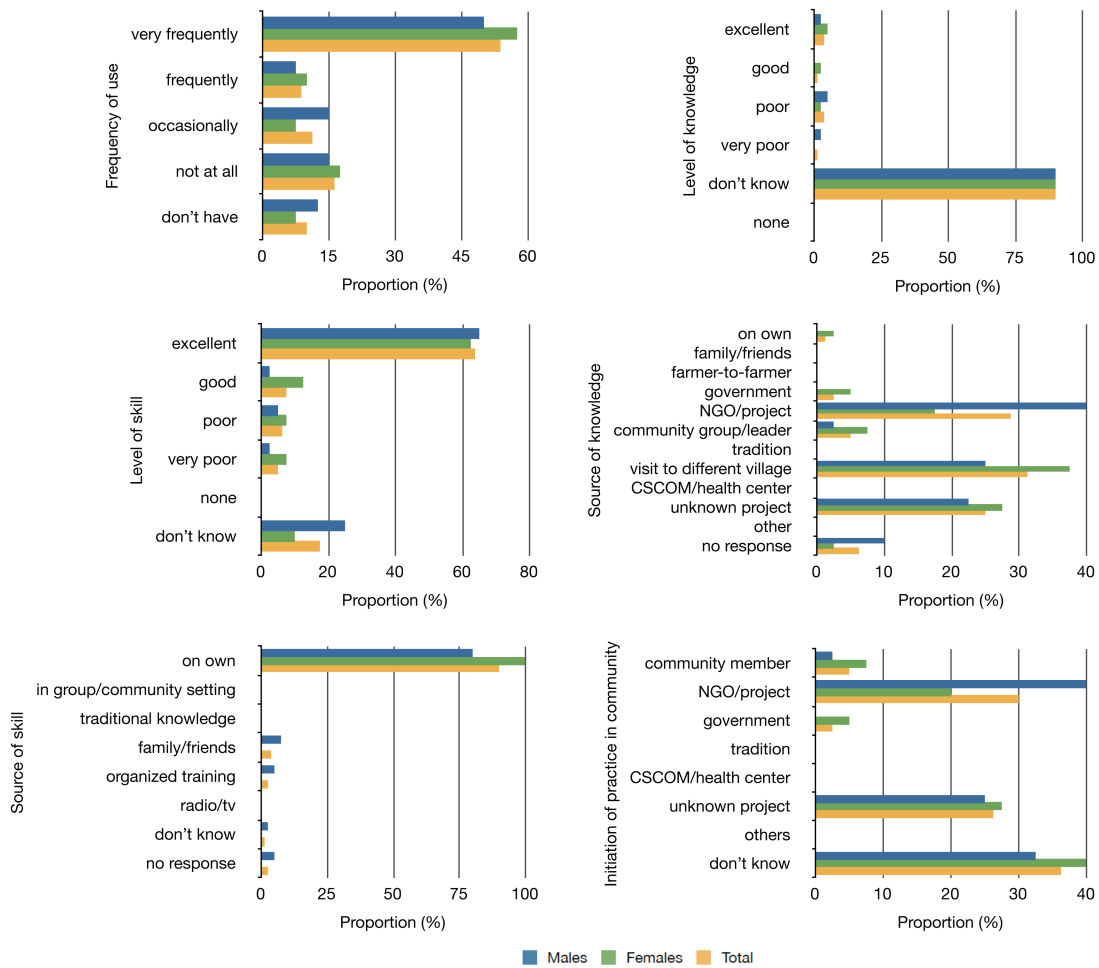 Frequency of use
very frequently
frequently
occasionally
not at all
don't have
0 15 30 45 60
Proportion (%)
Level of knowledge
excellent
good
poor
very poor
don't know
none
0 25 50 75 100
Proportion (%)
Level of skill
excellent
good
poor
very poor
none
don't know
0 20 40 60 80
Proportion (%)
Source of knowledge
on own
family/friends
farmer-to-farmer
government
NGO/project
community group/leader
tradition
visit to different village
CSCOM/health center
unknown project
other
no response
0 10 20 30 40
Proportion (%)
Source of skill
on own
in group/community setting
traditional knowledge
family/friends
organized training
radio/tv
don't know
no response
0 25 50 75 100
Proportion (%)
Initiation of practice in community
community member
NGO/project
government
tradition
CSCOM/health center
unknown project
others
don't know
0 10 20 30 40
Proportion (%)
Males Females Total